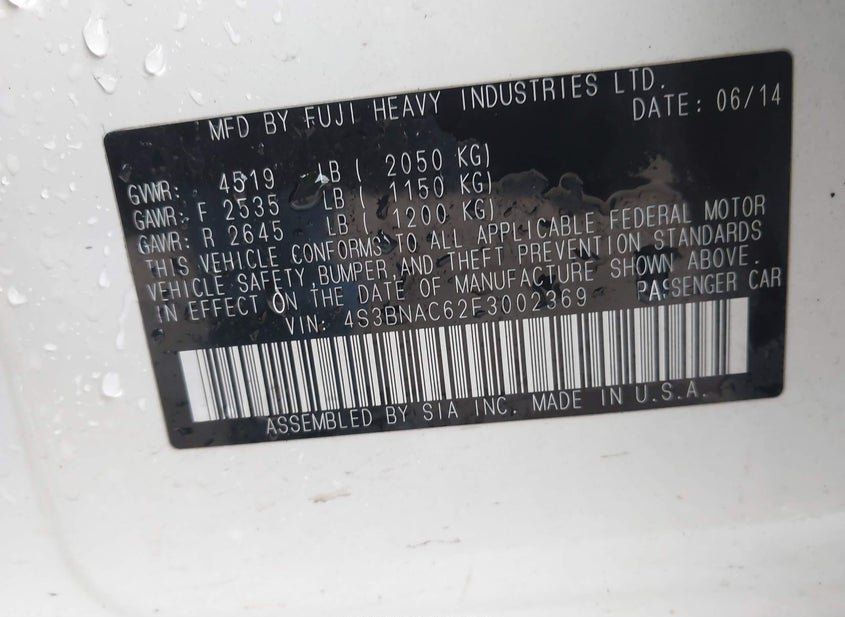 MFD BY FUJI HEAVY INDUSTRIES LTD.
DATE: 06/14
GVWR: 4519 LB ( 2050 KG)
GAWR: F 2535 LB ( 1150 KG)
GAWR: R 2645 LB ( 1200 KG)
THIS VEHICLE CONFORMS TO ALL APPLICABLE FEDERAL MOTOR
VEHICLE SAFETY, BUMPER, AND THEFT PREVENTION STANDARDS
IN EFFECT ON THE DATE OF MANUFACTURE SHOWN ABOVE.
VIN: 4S3BNAC62F3002369 PASSENGER CAR
ASSEMBLED BY SIA INC. MADE IN U.S.A.